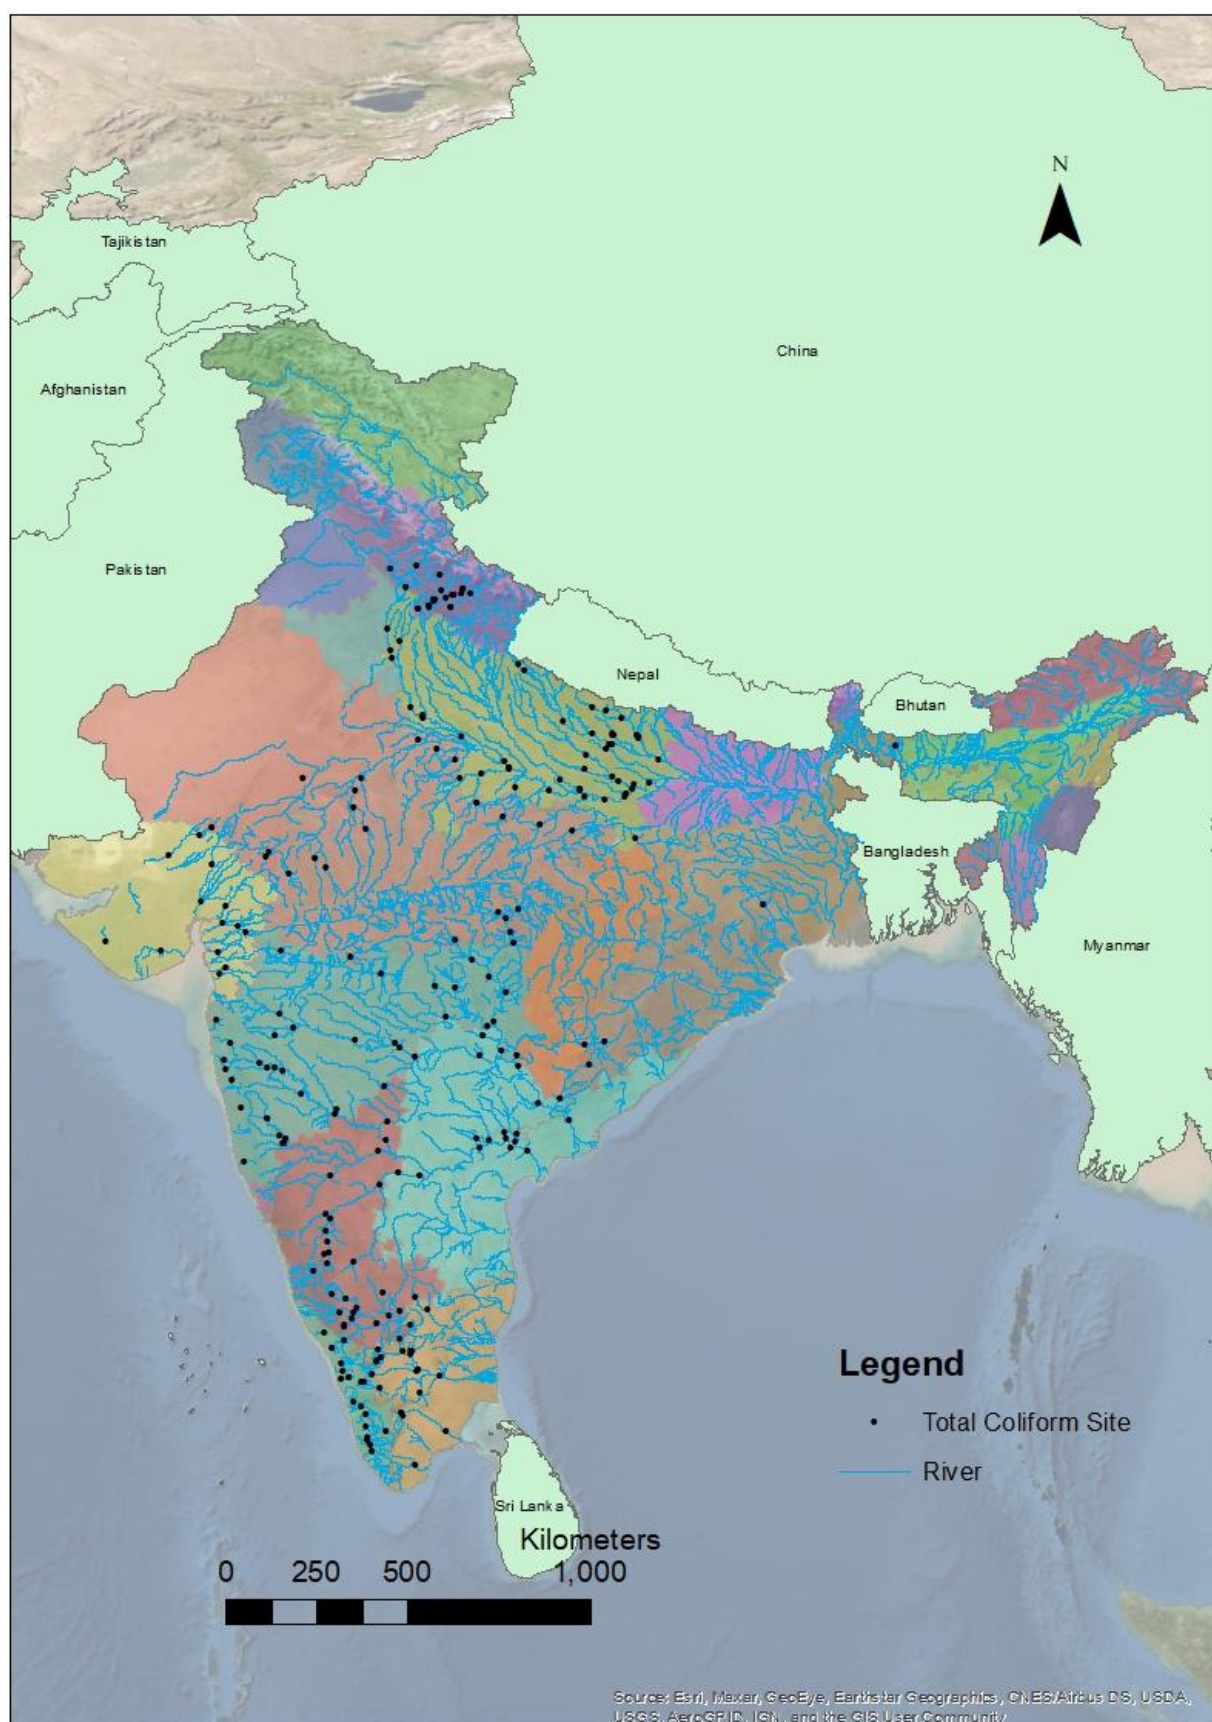 N
Tajikistan
China
Afghanistan
Pakistan
Nepal
Bhutan
Bangladesh
Myanmar
Legend
Total Coliform Site
River
Sri Lanka
Kilometers
0 250 500 1,000
Source: Esri, Maxar, GeoEye, Earthstar Geographics, CNES/Airbus DS, USDA,
USGS, AeroGRID, IGN, and the GIS User Community